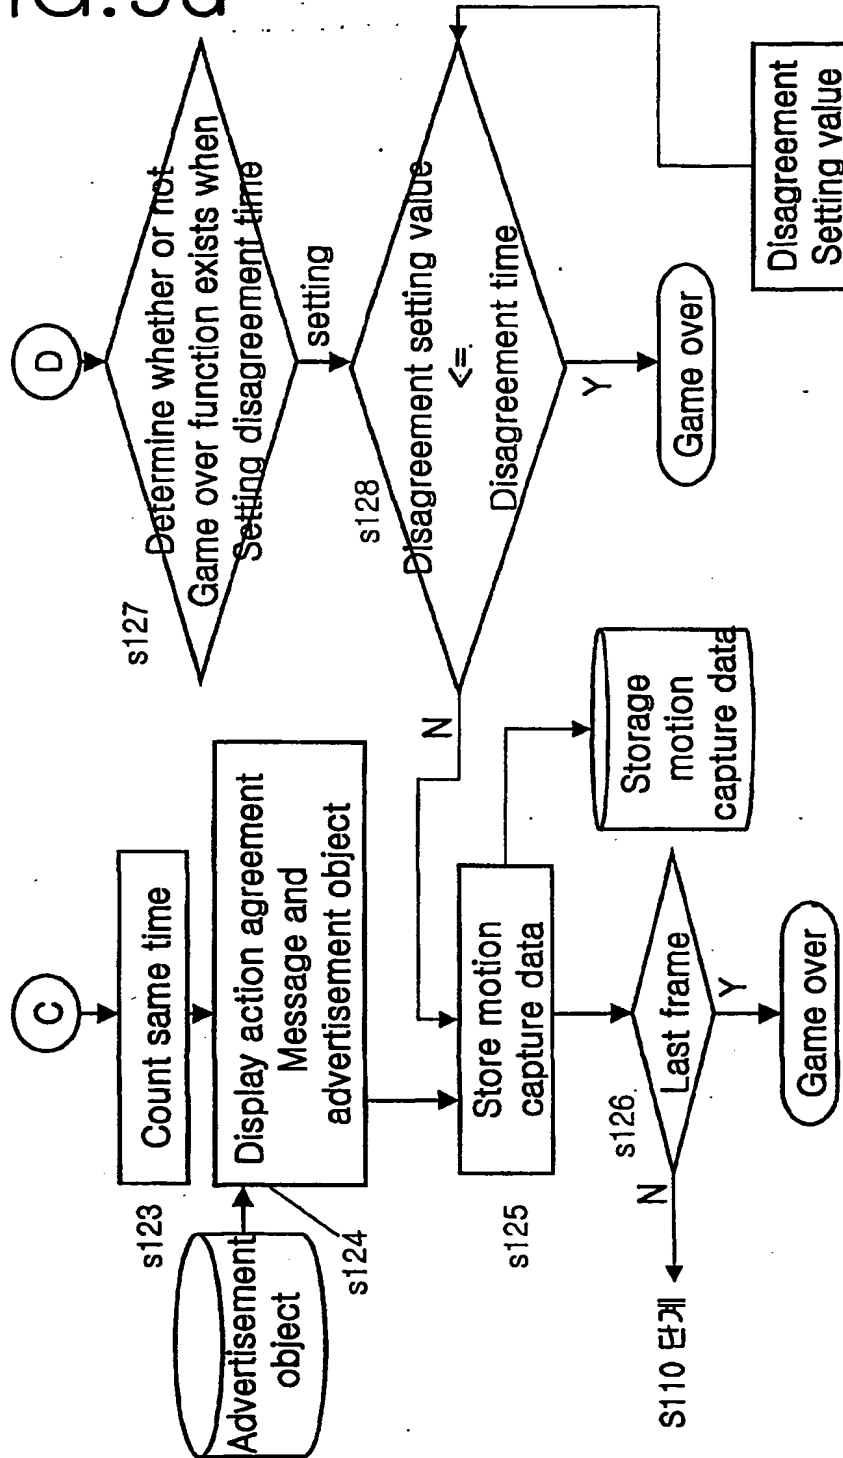 C
Count same time
s123
Advertisement
object
Display action agreement
Message and
advertisement object
s124
Store motion
capture data
s125
Storage
motion
capture data
s126
Last frame
N
Y
S110 단계
Game over
D
s127
Determine whether or not
Game over function exists when
Setting disagreement time
setting
s128
Disagreement setting value
<=.
Disagreement time
N
Y
Game over
Disagreement
Setting value